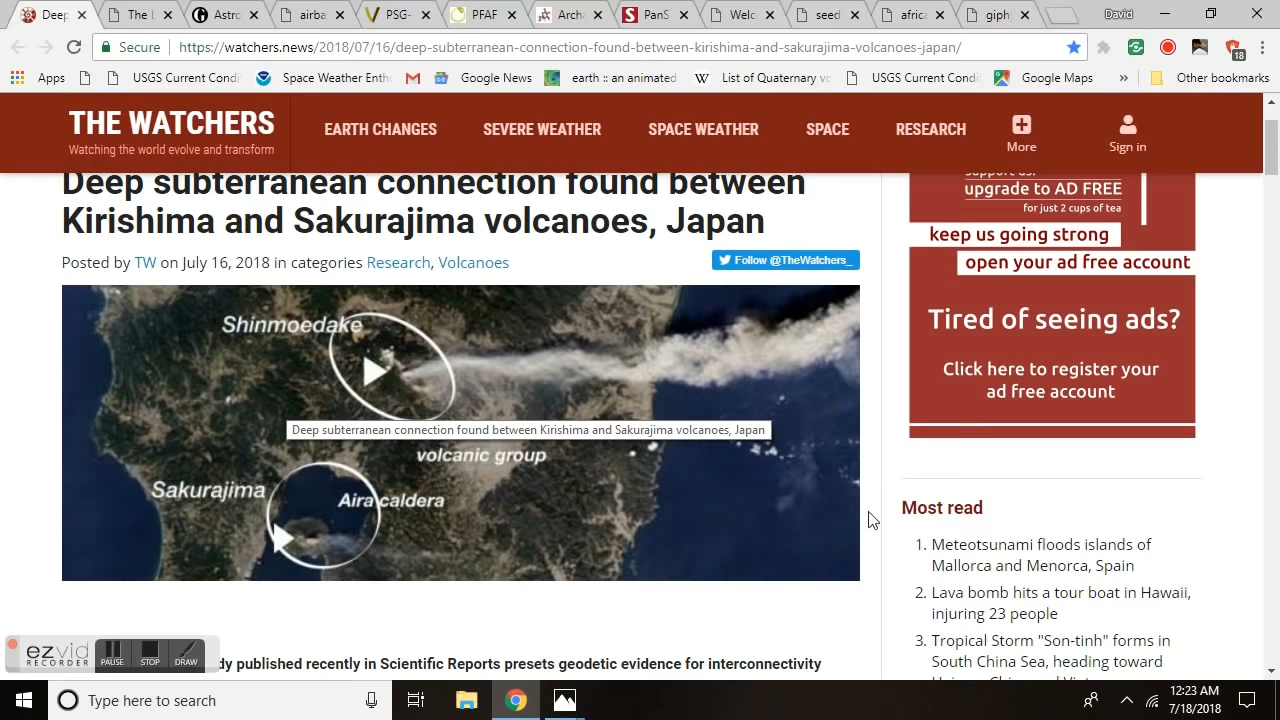 Deep
The L
Astro
airba
PSG-
PFAF
Archa
PanS
seed
africa
giphy
David
Secure
https://watchers.news/2018/07/16/deep-subterranean-connection-found-between-kirishima-and-sakurajima-volcanoes-japan/
18
Apps
USGS Current Condi
Space Weather Enth
Google News
earth :: an animated
List of Quaternary vo
USGS Current Condi
Google Maps
»
Other bookmarks
THE WATCHERS
Watching the world evolve and transform
EARTH CHANGES
SEVERE WEATHER
SPACE WEATHER
SPACE
RESEARCH
More
Sign in
Deep subterranean connection found between
Kirishima and Sakurajima volcanoes, Japan
Posted by TW on July 16, 2018 in categories Research, Volcanoes
Follow @TheWatchers_
Shinmoedake
Deep subterranean connection found between Kirishima and Sakurajima volcanoes, Japan
volcanic group
Sakurajima
Aira caldera
support us!
upgrade to AD FREE
for just 2 cups of tea
keep us going strong
open your ad free account
Tired of seeing ads?
Click here to register your
ad free account
Most read
1. Meteotsunami floods islands of
Mallorca and Menorca, Spain
2. Lava bomb hits a tour boat in Hawaii,
injuring 23 people
3. Tropical Storm "Son-tinh" forms in
South China Sea, heading toward
dy published recently in Scientific Reports presets geodetic evidence for interconnectivity
ezvid
RECORDER
PAUSE
STOP
DRAW
Type here to search
12:23 AM
7/18/2018